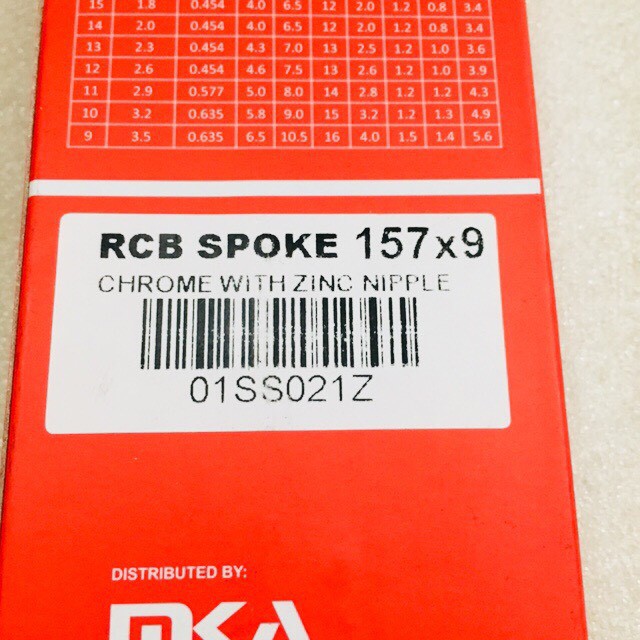 15 1.8 0.454 4.0 6.5 12 2.0 1.2 0.8 3.4
14 2.0 0.454 4.0 6.5 12 2.0 1.2 0.8 3.4
13 2.3 0.454 4.3 7.0 13 2.5 1.2 1.0 3.6
12 2.6 0.454 4.6 7.5 13 2.6 1.2 1.0 3.9
11 2.9 0.577 5.0 8.0 14 2.8 1.2 1.2 4.3
10 3.2 0.635 5.8 9.0 15 3.2 1.2 1.3 4.9
9 3.5 0.635 6.5 10.5 16 4.0 1.5 1.4 5.6
RCB SPOKE 157x9
CHROME WITH ZINC NIPPLE
01SS021Z
DISTRIBUTED BY: